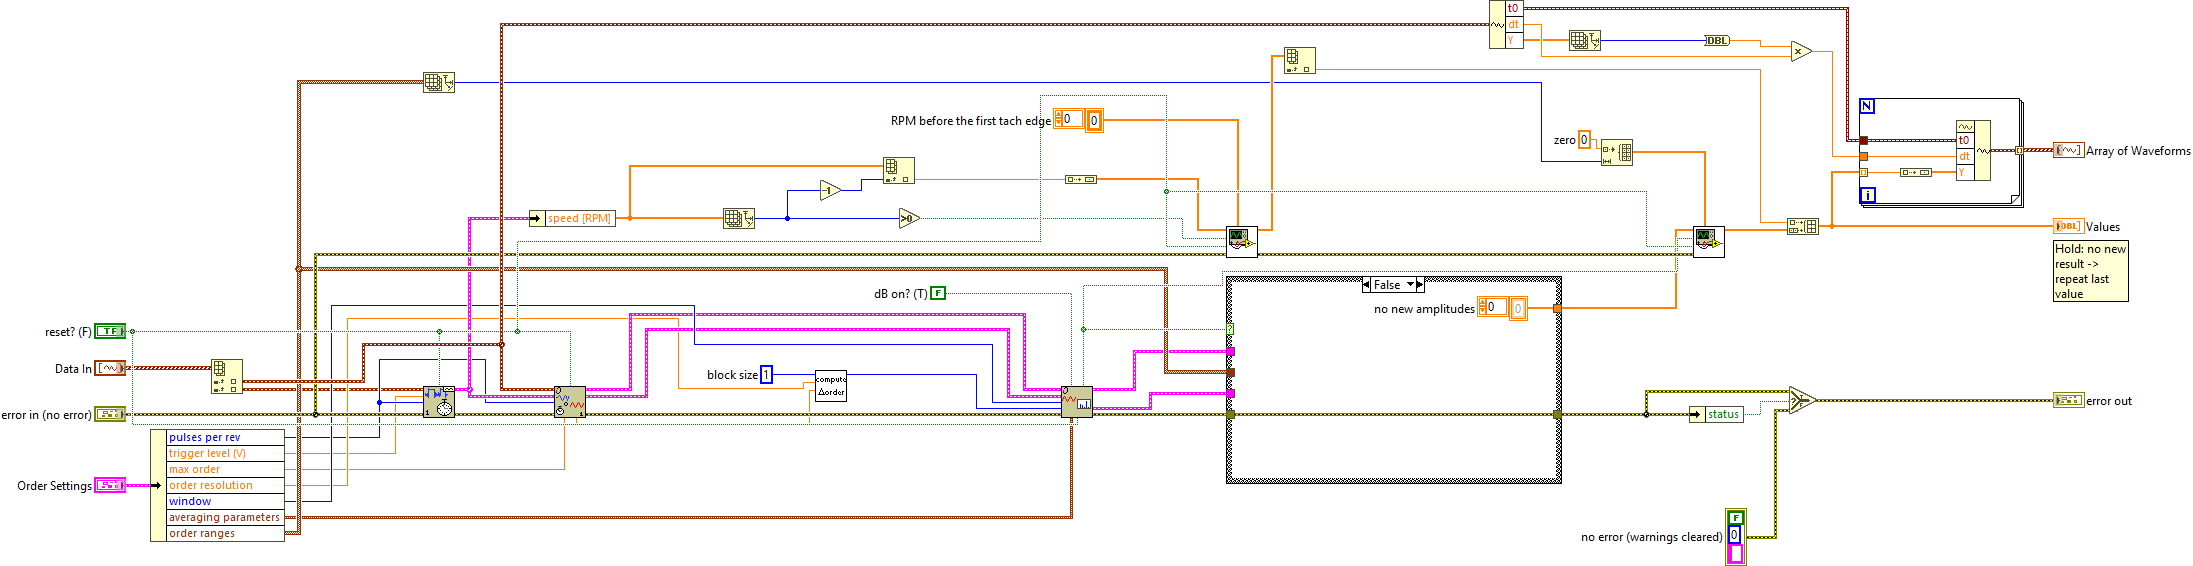 t0
dt
Y
DBL
x
RPM before the first tach edge
0
0
N
zero
0
t0
dt
Y
Array of Waveforms
i
-1
speed [RPM]
>0
DBL
Values
Hold: no new
result ->
repeat last
value
dB on? (T)
F
False
no new amplitudes
0
0
?
reset? (F)
TF
Data In
block size
1
compute
Δorder
error in (no error)
1
1
status
?
T
F
error out
pulses per rev
trigger level (V)
max order
order resolution
window
averaging parameters
order ranges
Order Settings
no error (warnings cleared)
F
0